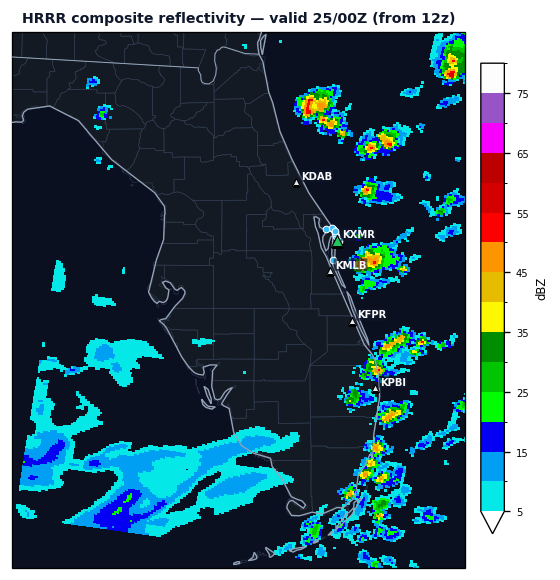 HRRR composite reflectivity — valid 25/00Z (from 12z)
KDAB
KXMR
KMLB
KFPR
KPBI
75
65
55
45
35
25
15
5
dBZ